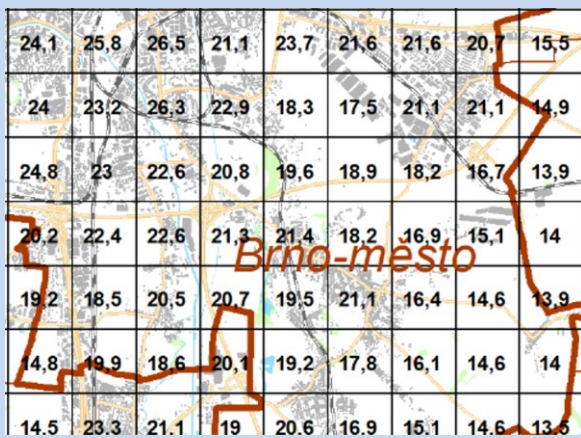 24,1 25,8 26,5 21,1 23,7 21,6 21,6 20,7 15,5
24 23,2 26,3 22,9 18,3 17,5 21,1 21,1 14,9
24,8 23 22,6 20,8 19,6 18,9 18,2 16,7 13,9
20,2 22,4 22,6 21,3 21,4 18,2 16,9 15,1 14
Brno-město
19,2 18,5 20,5 20,7 19,5 21,1 16,4 14,6 13,9
14,8 19,9 18,6 20,1 19,2 17,8 16,1 14,6 14
14,5 23,3 21,1 19 20,6 16,9 15,1 14,6 13,5